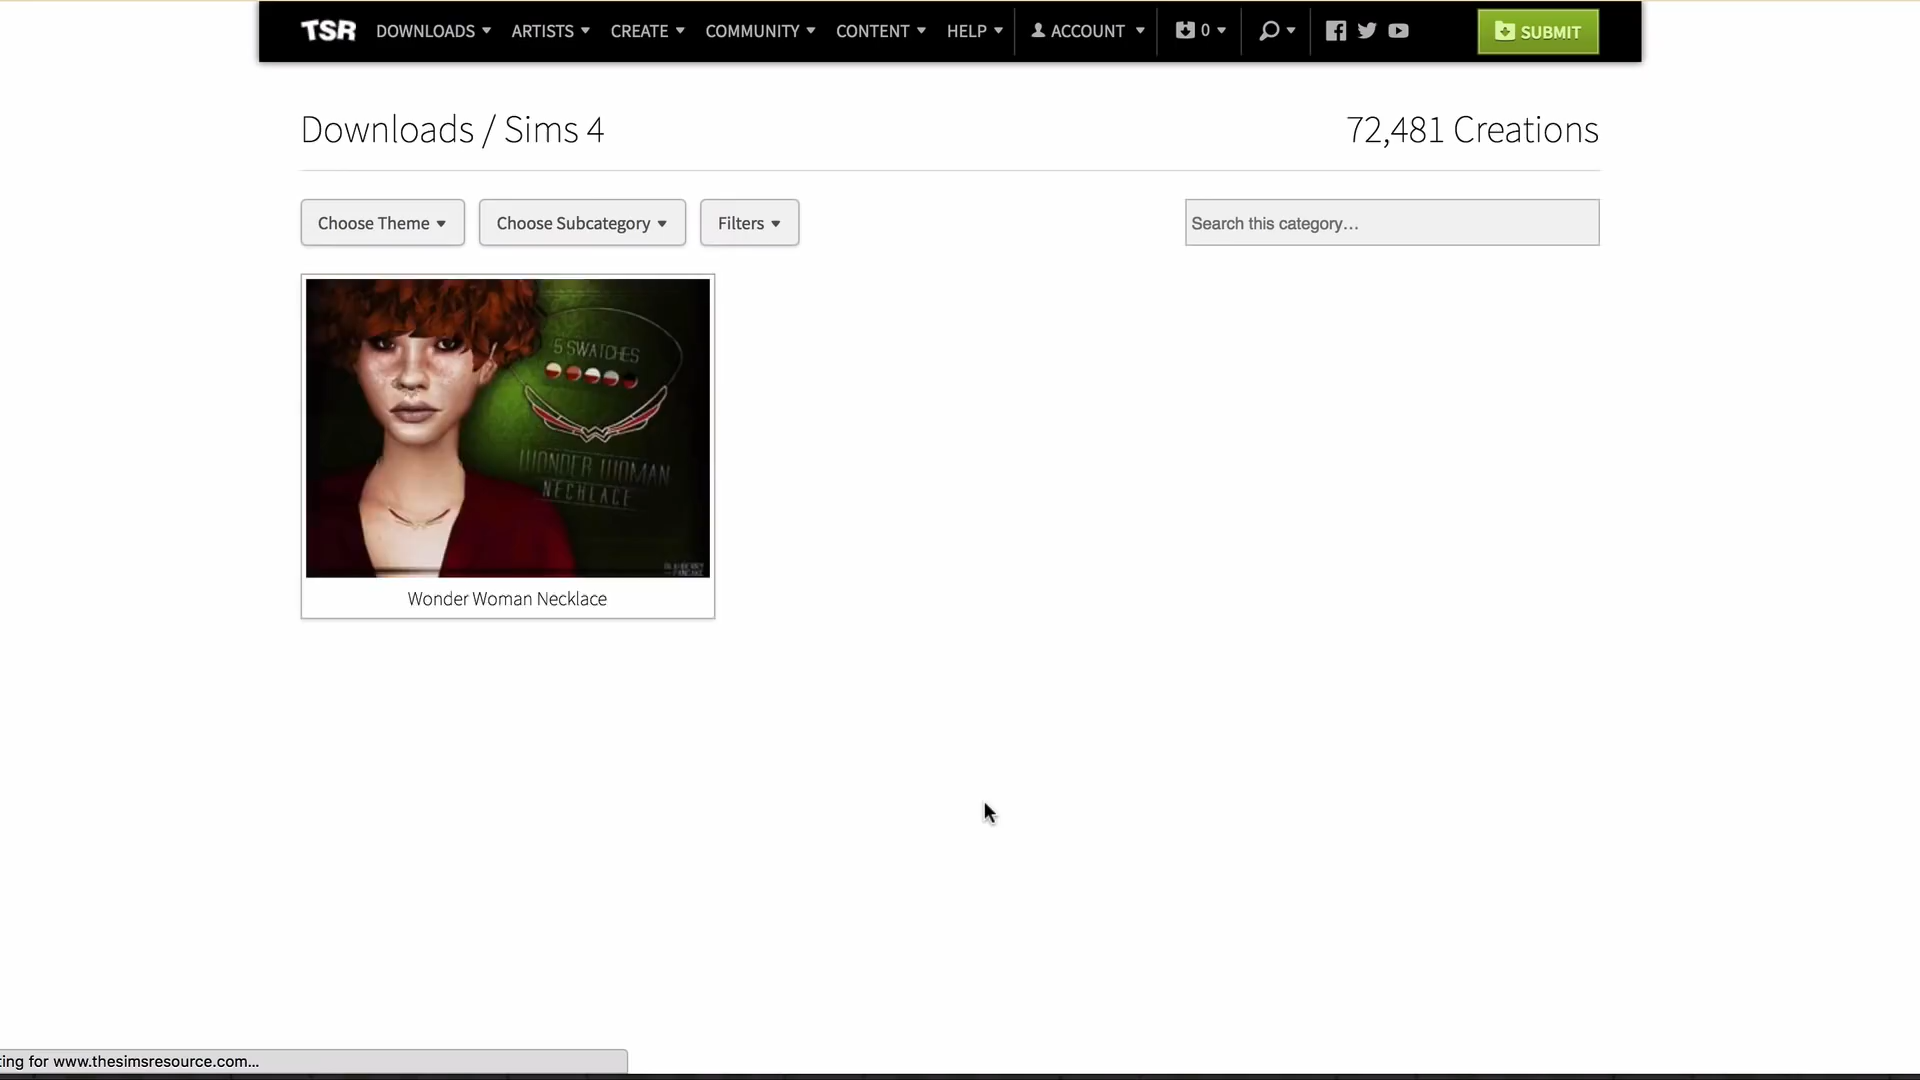 TSR DOWNLOADS ARTISTS CREATE COMMUNITY CONTENT HELP ACCOUNT 0 SUBMIT
Downloads / Sims 4 72,481 Creations
Choose Theme Choose Subcategory Filters Search this category...
5 SWATCHES
WONDER WOMAN
NECKLACE
Wonder Woman Necklace
ting for www.thesimsresource.com...